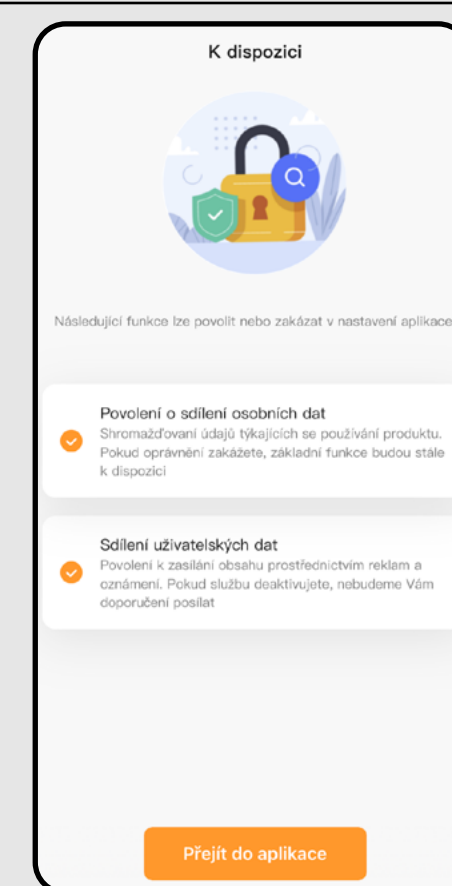 K dispozici
Následující funkce lze povolit nebo zakázat v nastavení aplikace
Povolení o sdílení osobních dat
Shromažďovaní údajů týkajících se používání produktu.
Pokud oprávnění zakážete, základní funkce budou stále
k dispozici
Sdílení uživatelských dat
Povolení k zasílání obsahu prostřednictvím reklam a
oznámení. Pokud službu deaktivujete, nebudeme Vám
doporučení posílat
Přejít do aplikace